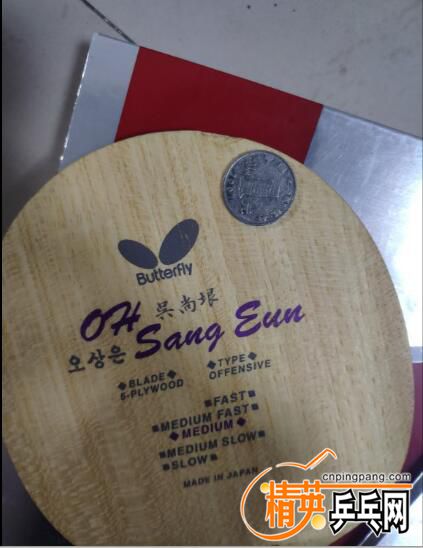 Butterfly
OH 吳尚垠
오상은 Sang Eun
◆BLADE◆
5-PLYWOOD
◆TYPE◆
OFFENSIVE
■FAST■
■MEDIUM FAST■
◆MEDIUM◆
■MEDIUM SLOW■
■SLOW■
MADE IN JAPAN
cnpingpang.com
精英乒乓网